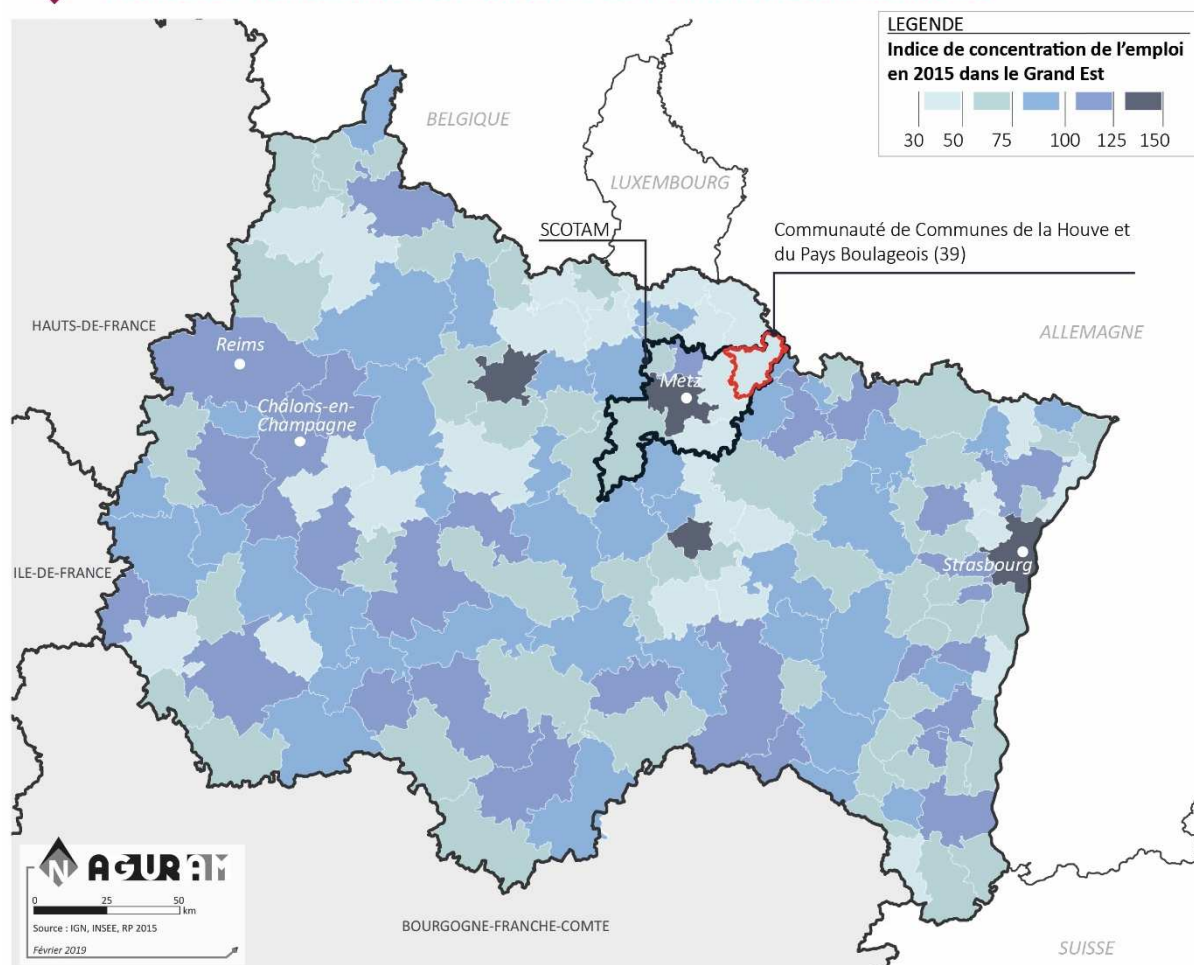 LEGENDE
Indice de concentration de l'emploi
en 2015 dans le Grand Est
30 50 75 100 125 150
BELGIQUE
LUXEMBOURG
SCOTAM
Communauté de Communes de la Houve et
du Pays Boulageois (39)
HAUTS-DE-FRANCE
ALLEMAGNE
Reims
Metz
Châlons-en-
Champagne
ILE-DE-FRANCE
Strasbourg
N AGURAM
0 25 50
km
Source : IGN, INSEE, RP 2015
Février 2019
BOURGOGNE-FRANCHE-COMTE
SUISSE